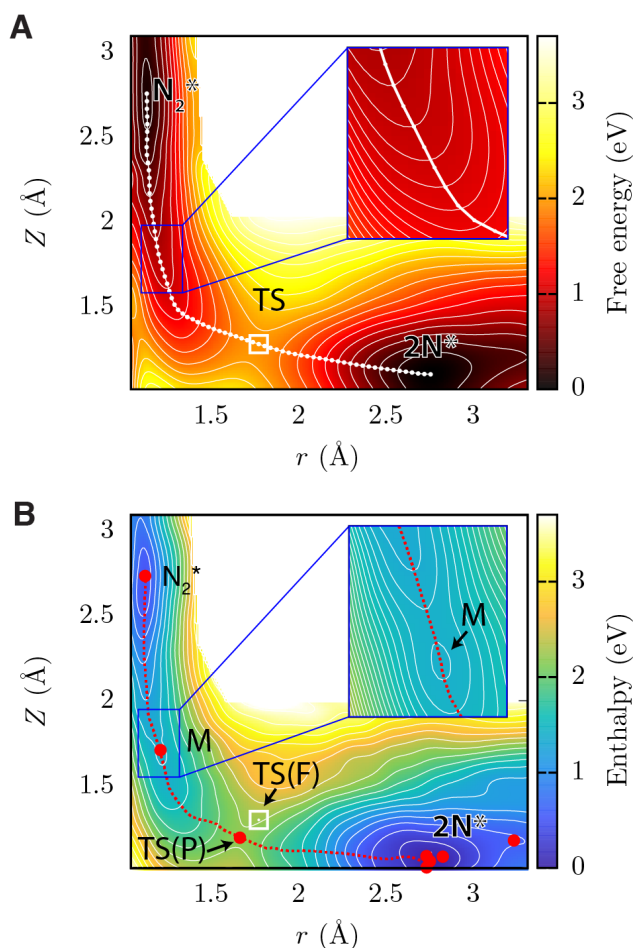 A
3
2.5
2
1.5
Z (Å)
N2*
TS
2N*
1.5
2
2.5
3
r (Å)
3
2
1
0
Free energy (eV)
B
3
2.5
2
1.5
Z (Å)
N2*
M
M
TS(F)
TS(P)
2N*
1.5
2
2.5
3
r (Å)
3
2
1
0
Enthalpy (eV)